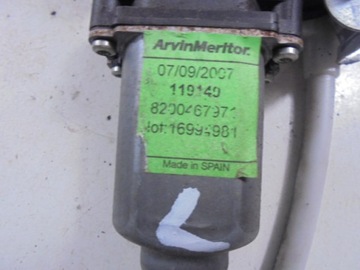 ArvinMeritor.
07/09/2007
119140
8200467971
lot:16994981
Made in SPAIN